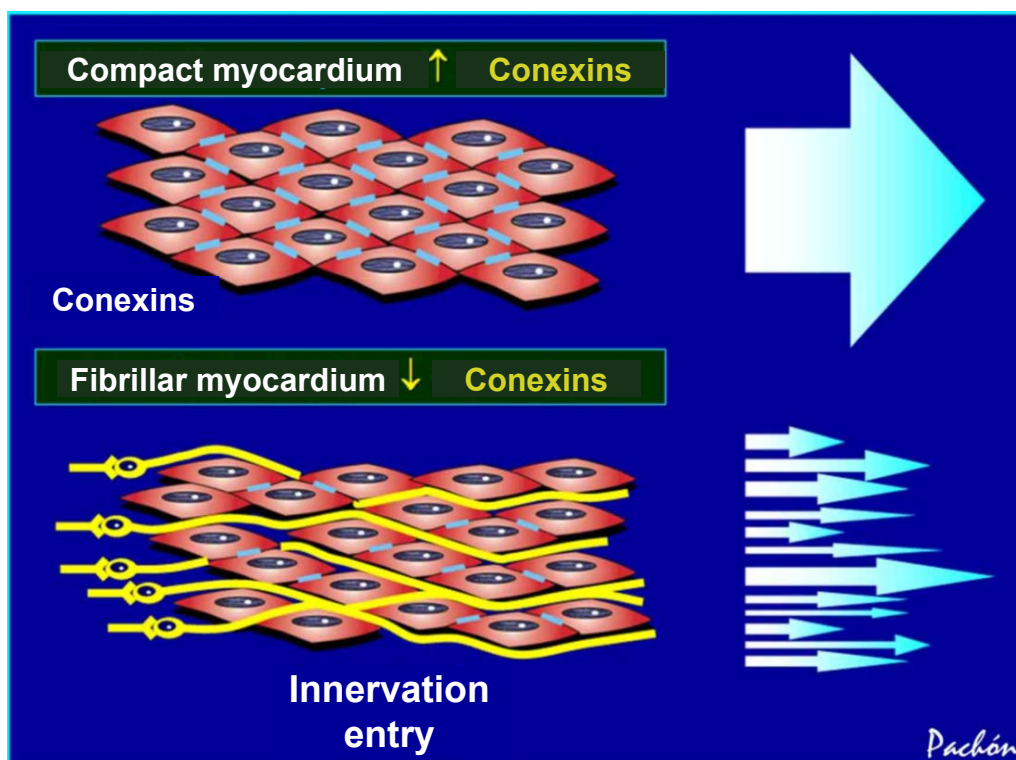 Compact myocardium ↑ Conexins
Conexins
Fibrillar myocardium ↓ Conexins
Innervation
entry
Pachón